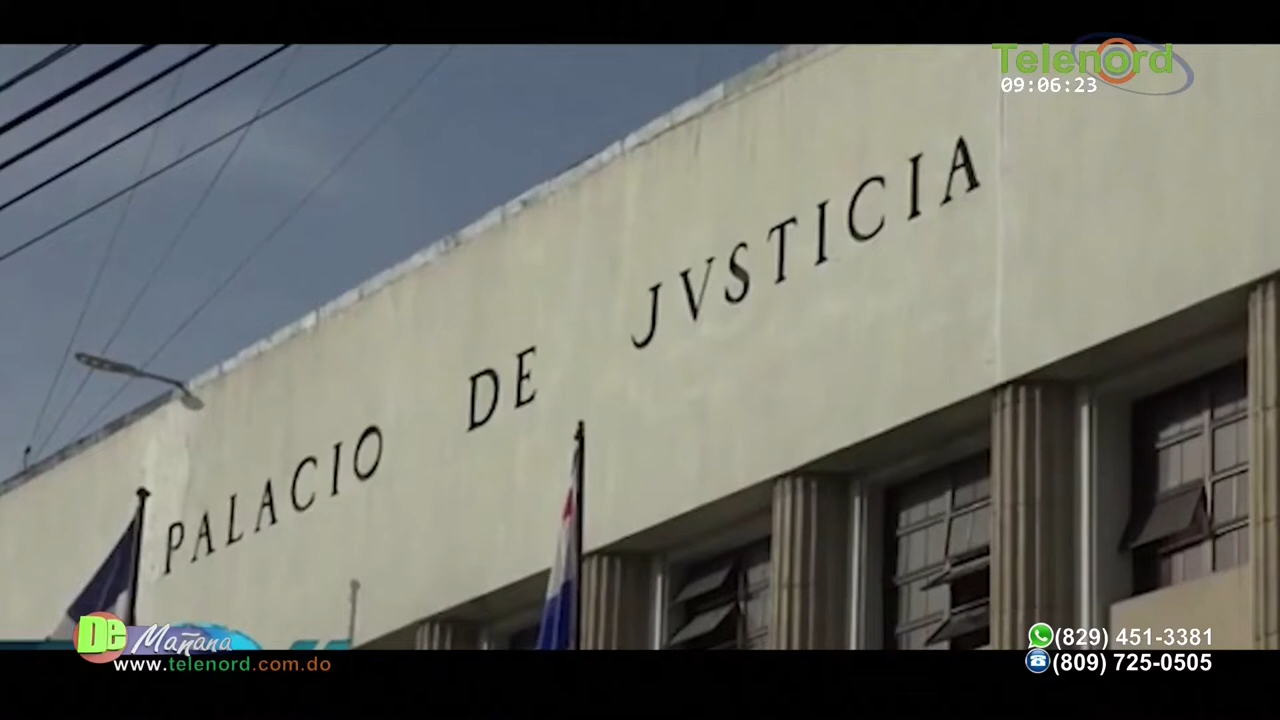 Telenord
09:06:23
PALACIO DE JVSTICIA
De Mañana
www.telenord.com.do
(829) 451-3381
(809) 725-0505